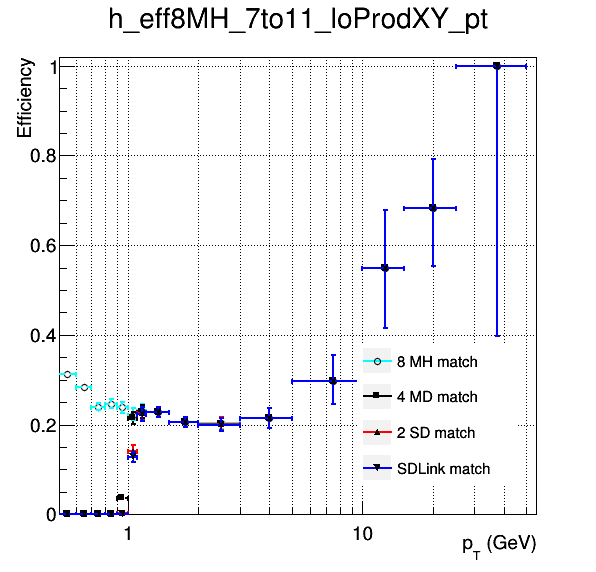 h_eff8MH_7to11_loProdXY_pt
Efficiency
1
0.8
0.6
0.4
0.2
0
8 MH match
4 MD match
2 SD match
SDLink match
1
10
p_T (GeV)